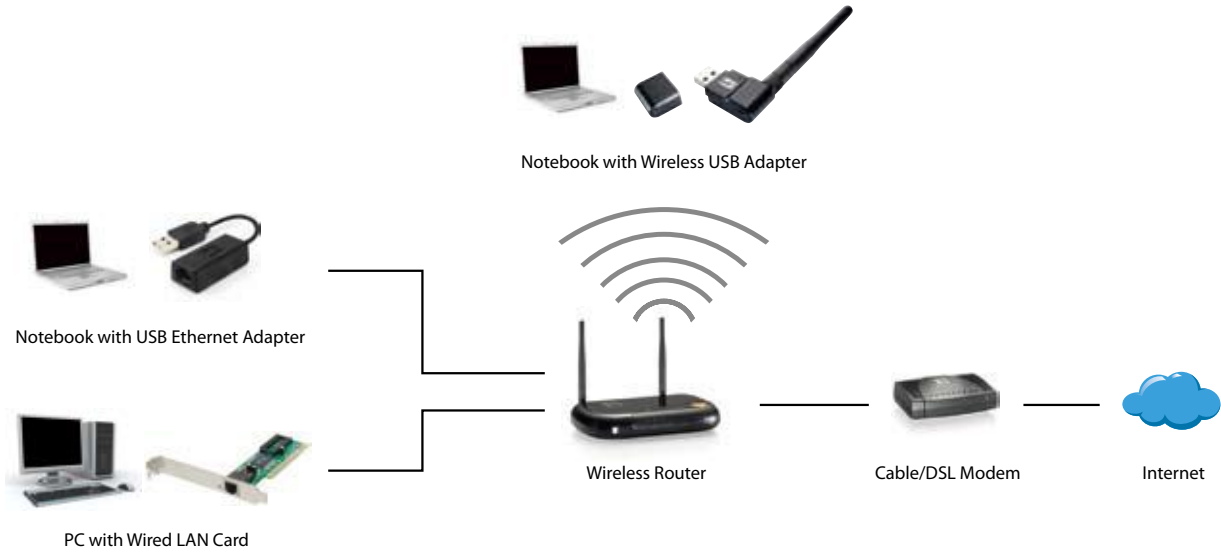 Notebook with Wireless USB Adapter
Notebook with USB Ethernet Adapter
Wireless Router
Cable/DSL Modem
Internet
PC with Wired LAN Card